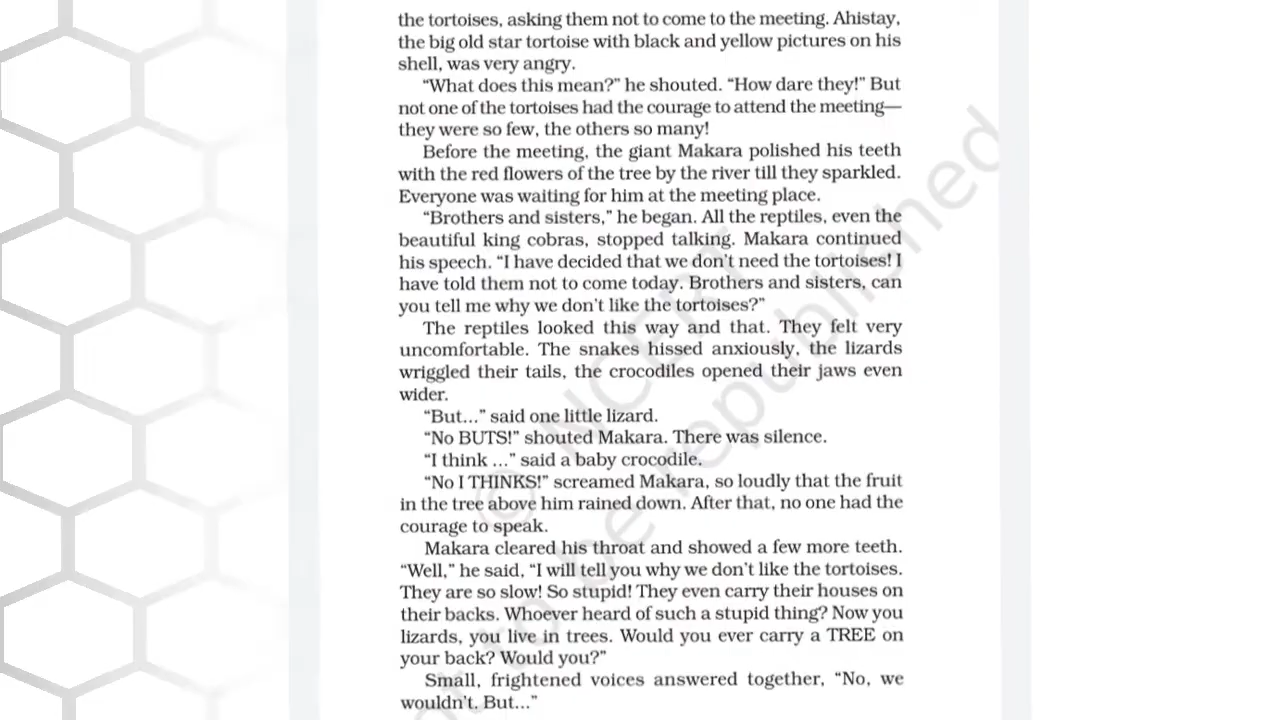 the tortoises, asking them not to come to the meeting. Ahistay,
the big old star tortoise with black and yellow pictures on his
shell, was very angry.
“What does this mean?” he shouted. “How dare they!” But
not one of the tortoises had the courage to attend the meeting—
they were so few, the others so many!
Before the meeting, the giant Makara polished his teeth
with the red flowers of the tree by the river till they sparkled.
Everyone was waiting for him at the meeting place.
“Brothers and sisters,” he began. All the reptiles, even the
beautiful king cobras, stopped talking. Makara continued
his speech. “I have decided that we don’t need the tortoises! I
have told them not to come today. Brothers and sisters, can
you tell me why we don’t like the tortoises?”
The reptiles looked this way and that. They felt very
uncomfortable. The snakes hissed anxiously, the lizards
wriggled their tails, the crocodiles opened their jaws even
wider.
“But...” said one little lizard.
“No BUTS!” shouted Makara. There was silence.
“I think ...” said a baby crocodile.
“No I THINKS!” screamed Makara, so loudly that the fruit
in the tree above him rained down. After that, no one had the
courage to speak.
Makara cleared his throat and showed a few more teeth.
“Well,” he said, “I will tell you why we don’t like the tortoises.
They are so slow! So stupid! They even carry their houses on
their backs. Whoever heard of such a stupid thing? Now you
lizards, you live in trees. Would you ever carry a TREE on
your back? Would you?”
Small, frightened voices answered together, “No, we
wouldn’t. But...”
© NCERT
not to be republished